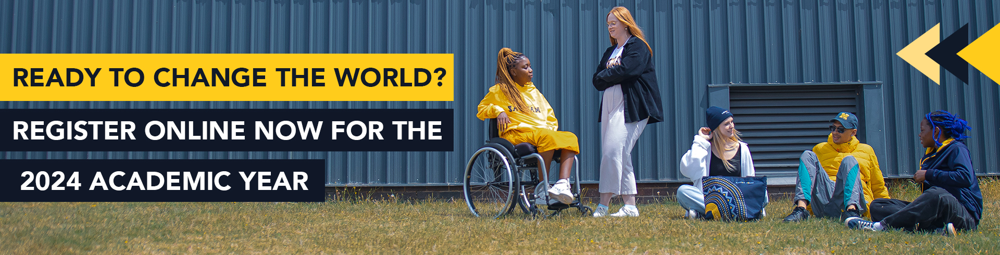 READY TO CHANGE THE WORLD?
REGISTER ONLINE NOW FOR THE
2024 ACADEMIC YEAR
M